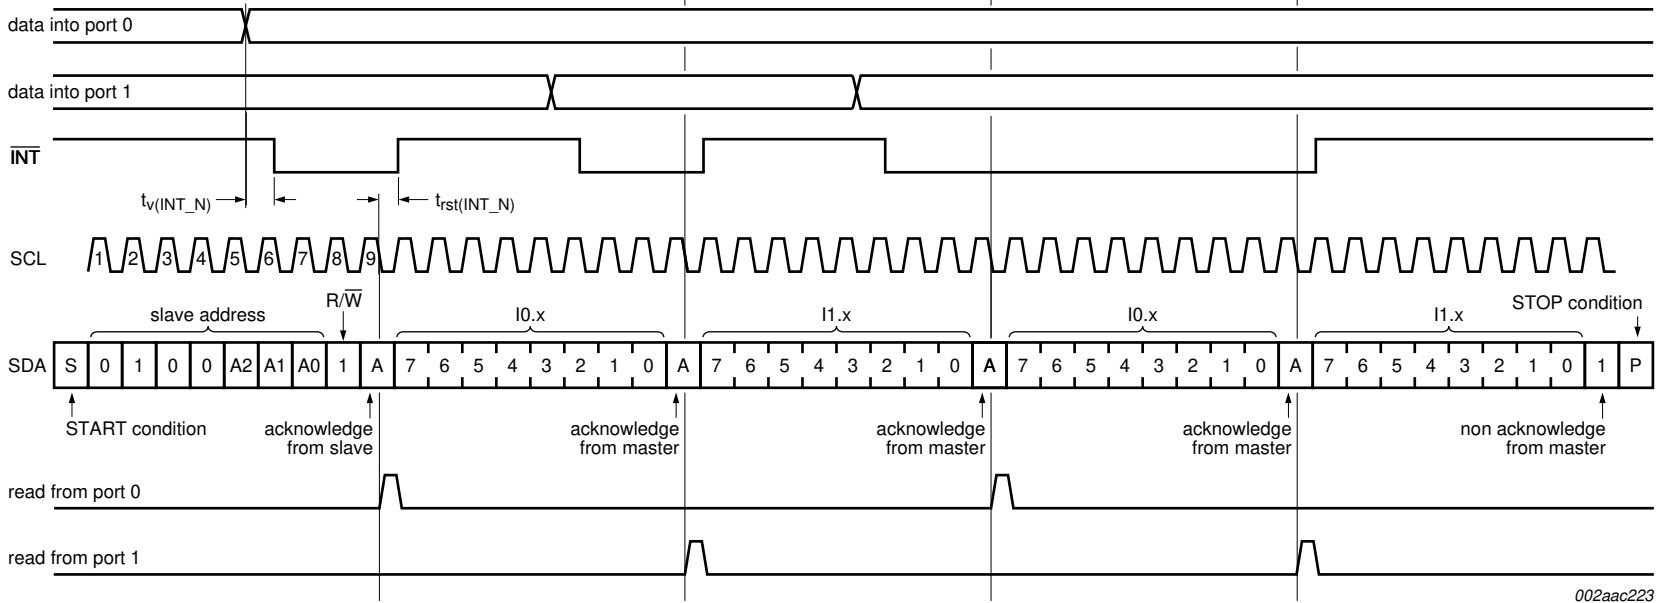 data into port 0
data into port 1
INT
tv(INT_N)
trst(INT_N)
SCL
1 2 3 4 5 6 7 8 9
R/W
STOP condition
slave address
I0.x
I1.x
I0.x
I1.x
SDA S 0 1 0 0 A2 A1 A0 1 A 7 6 5 4 3 2 1 0 A 7 6 5 4 3 2 1 0 A 7 6 5 4 3 2 1 0 A 7 6 5 4 3 2 1 0 1 P
START condition
acknowledge
from slave
acknowledge
from master
acknowledge
from master
acknowledge
from master
non acknowledge
from master
read from port 0
read from port 1
002aac223